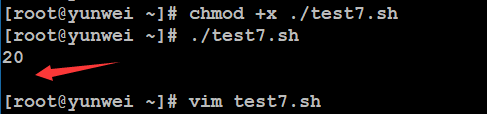 [root@yunwei ~]# chmod +x ./test7.sh
[root@yunwei ~]# ./test7.sh
20
[root@yunwei ~]# vim test7.sh